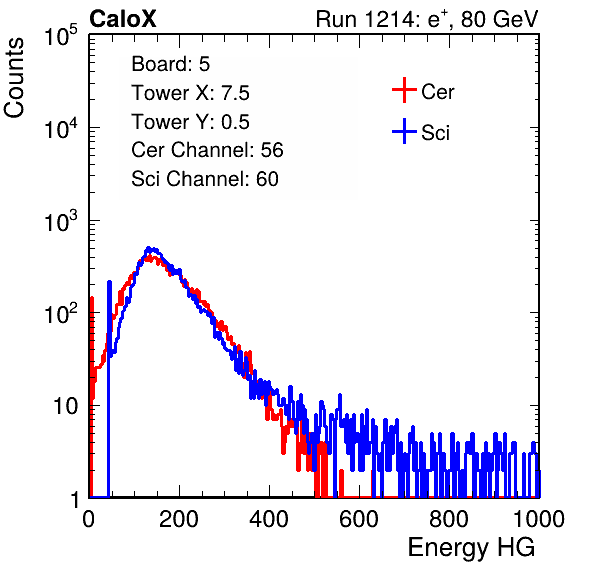 CaloX Run 1214: e⁺, 80 GeV
Counts
Board: 5
Tower X: 7.5
Tower Y: 0.5
Cer Channel: 56
Sci Channel: 60
Cer
Sci
10⁵
10⁴
10³
10²
10
1
0 200 400 600 800 1000
Energy HG